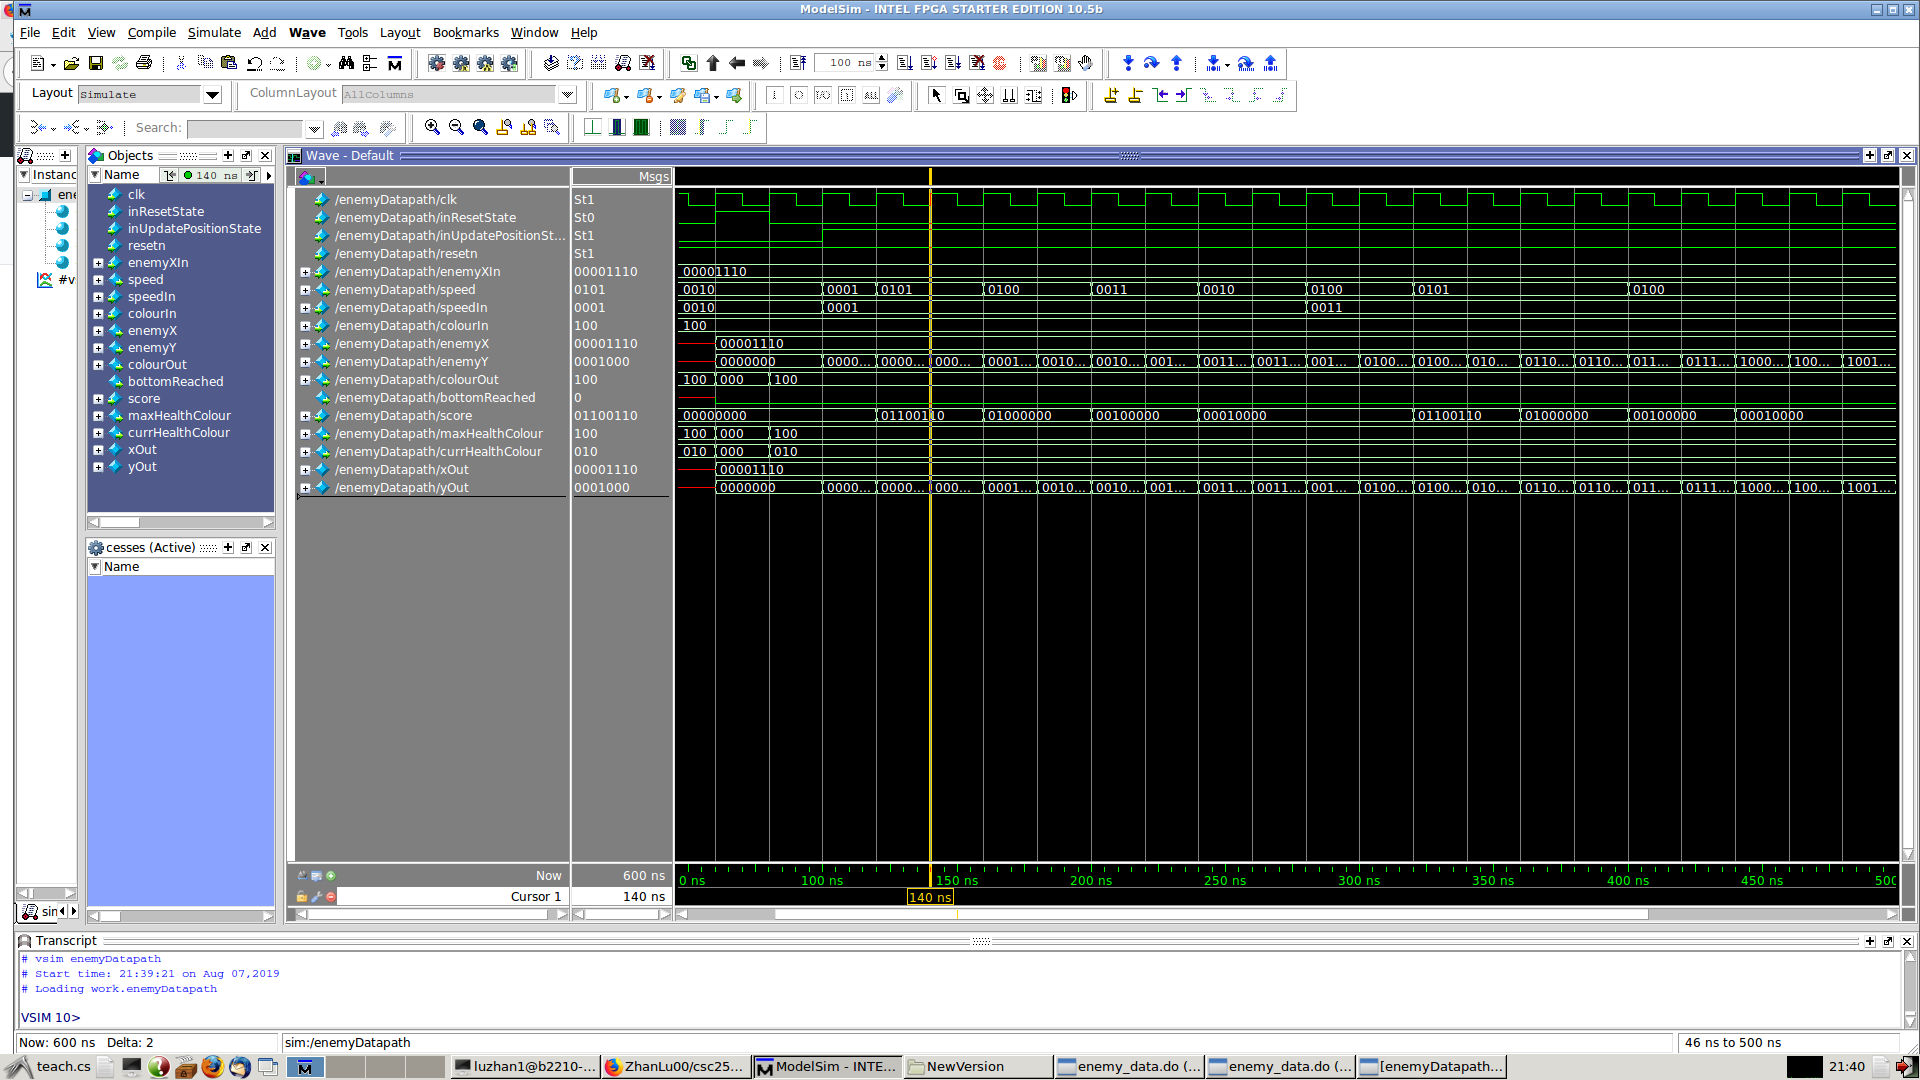 ModelSim - INTEL FPGA STARTER EDITION 10.5b
File Edit View Compile Simulate Add Wave Tools Layout Bookmarks Window Help
100 ns
Layout Simulate ColumnLayout AllColumns
Search:
Objects
Wave - Default
Instanc
Name 140 ns
Msgs
ene
#v
clk
inResetState
inUpdatePositionState
resetn
enemyXIn
speed
speedIn
colourIn
enemyX
enemyY
colourOut
bottomReached
score
maxHealthColour
currHealthColour
xOut
yOut
/enemyDatapath/clk St1
/enemyDatapath/inResetState St0
/enemyDatapath/inUpdatePositionSt... St1
/enemyDatapath/resetn St1
/enemyDatapath/enemyXIn 00001110 00001110
/enemyDatapath/speed 0101 0010 0001 0101 0100 0011 0010 0100 0101 0100
/enemyDatapath/speedIn 0001 0010 0001 0011
/enemyDatapath/colourIn 100 100
/enemyDatapath/enemyX 00001110 00001110
/enemyDatapath/enemyY 0001000 0000000 0000... 0000... 000... 0001... 0010... 0010... 001... 0011... 0011... 001... 0100... 0100... 010... 0110... 0110... 011... 0111... 1000... 100... 1001...
/enemyDatapath/colourOut 100 100 000 100
/enemyDatapath/bottomReached 0
/enemyDatapath/score 01100110 00000000 01100110 01000000 00100000 00010000 01100110 01000000 00100000 00010000
/enemyDatapath/maxHealthColour 100 100 000 100
/enemyDatapath/currHealthColour 010 010 000 010
/enemyDatapath/xOut 00001110 00001110
/enemyDatapath/yOut 0001000 0000000 0000... 0000... 000... 0001... 0010... 0010... 001... 0011... 0011... 001... 0100... 0100... 010... 0110... 0110... 011... 0111... 1000... 100... 1001...
cesses (Active)
Name
Now 600 ns 0 ns 100 ns 150 ns 200 ns 250 ns 300 ns 350 ns 400 ns 450 ns 500
Cursor 1 140 ns 140 ns
sin
Transcript
# vsim enemyDatapath
# Start time: 21:39:21 on Aug 07,2019
# Loading work.enemyDatapath
VSIM 10>
Now: 600 ns Delta: 2 sim:/enemyDatapath 46 ns to 500 ns
teach.cs luzhan1@b2210-... ZhanLu00/csc25... ModelSim - INTE... NewVersion enemy_data.do (... enemy_data.do (... [enemyDatapath... 21:40